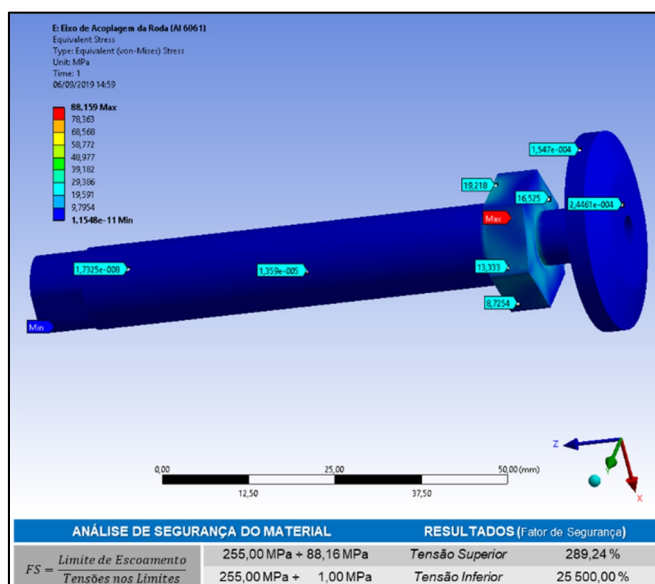 E: Eixo de Acoplagem da Roda (Al 6061)
Equivalent Stress
Type: Equivalent (von-Mises) Stress
Unit: MPa
Time: 1
06/09/2019 14:59
88,159 Max
78,363
68,568
58,772
48,977
39,182
29,386
19,591
9,7954
1,1548e-11 Min
1,547e-004
19,218
16,525
2,4461e-004
Max
1,7325e-008
1,359e-005
13,333
8,7254
Min
0,00 25,00 50,00 (mm)
12,50 37,50
Z
X
ANÁLISE DE SEGURANÇA DO MATERIAL RESULTADOS (Fator de Segurança)
FS = Limite de Escoamento / Tensões nos Limites
255,00 MPa ÷ 88,16 MPa Tensão Superior 289,24 %
255,00 MPa ÷ 1,00 MPa Tensão Inferior 25 500,00 %